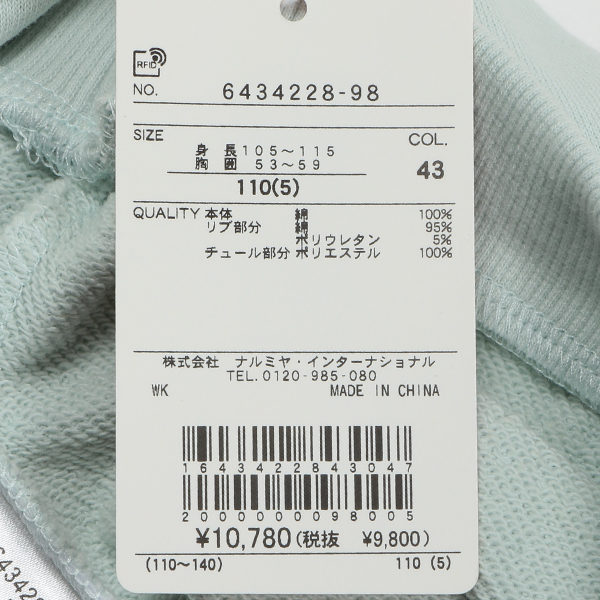 RFID
NO. 6434228-98
SIZE COL.
身長 105～115
胸囲 53～59 43
110(5)
QUALITY 本体 綿 100%
リブ部分 綿 95%
ポリウレタン 5%
チュール部分 ポリエステル 100%
株式会社 ナルミヤ・インターナショナル
TEL.0120-985-080
WK MADE IN CHINA
1643422843047
2000000098005
¥10,780(税抜 ¥9,800)
(110～140) 110 (5)
6434228